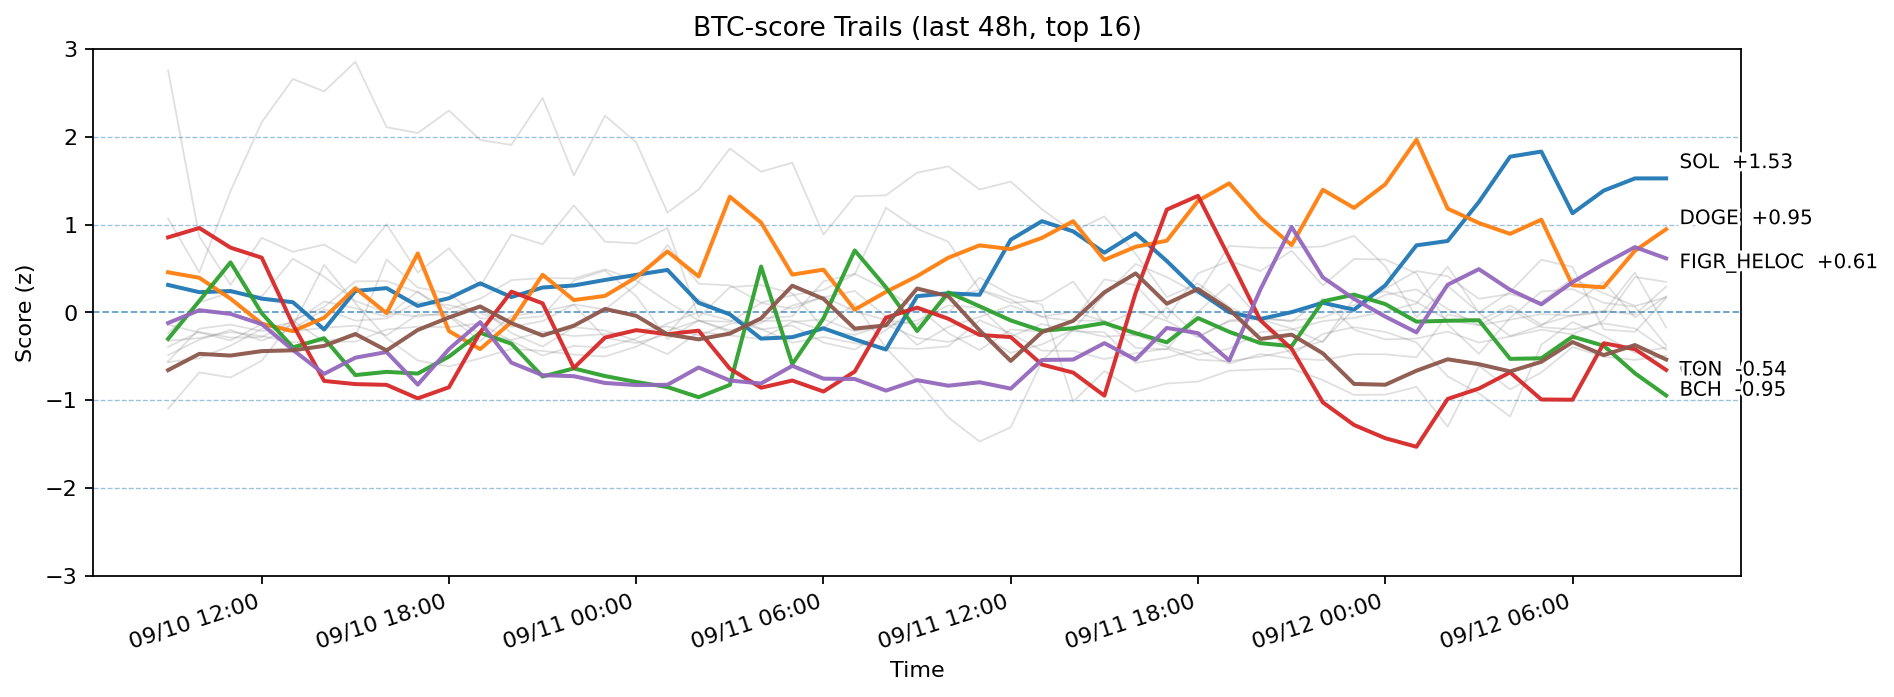 BTC-score Trails (last 48h, top 16)
Score (z)
3
2
1
0
−1
−2
−3
SOL +1.53
DOGE +0.95
FIGR_HELOC +0.61
TON -0.54
BCH -0.95
09/10 12:00
09/10 18:00
09/11 00:00
09/11 06:00
09/11 12:00
09/11 18:00
09/12 00:00
09/12 06:00
Time